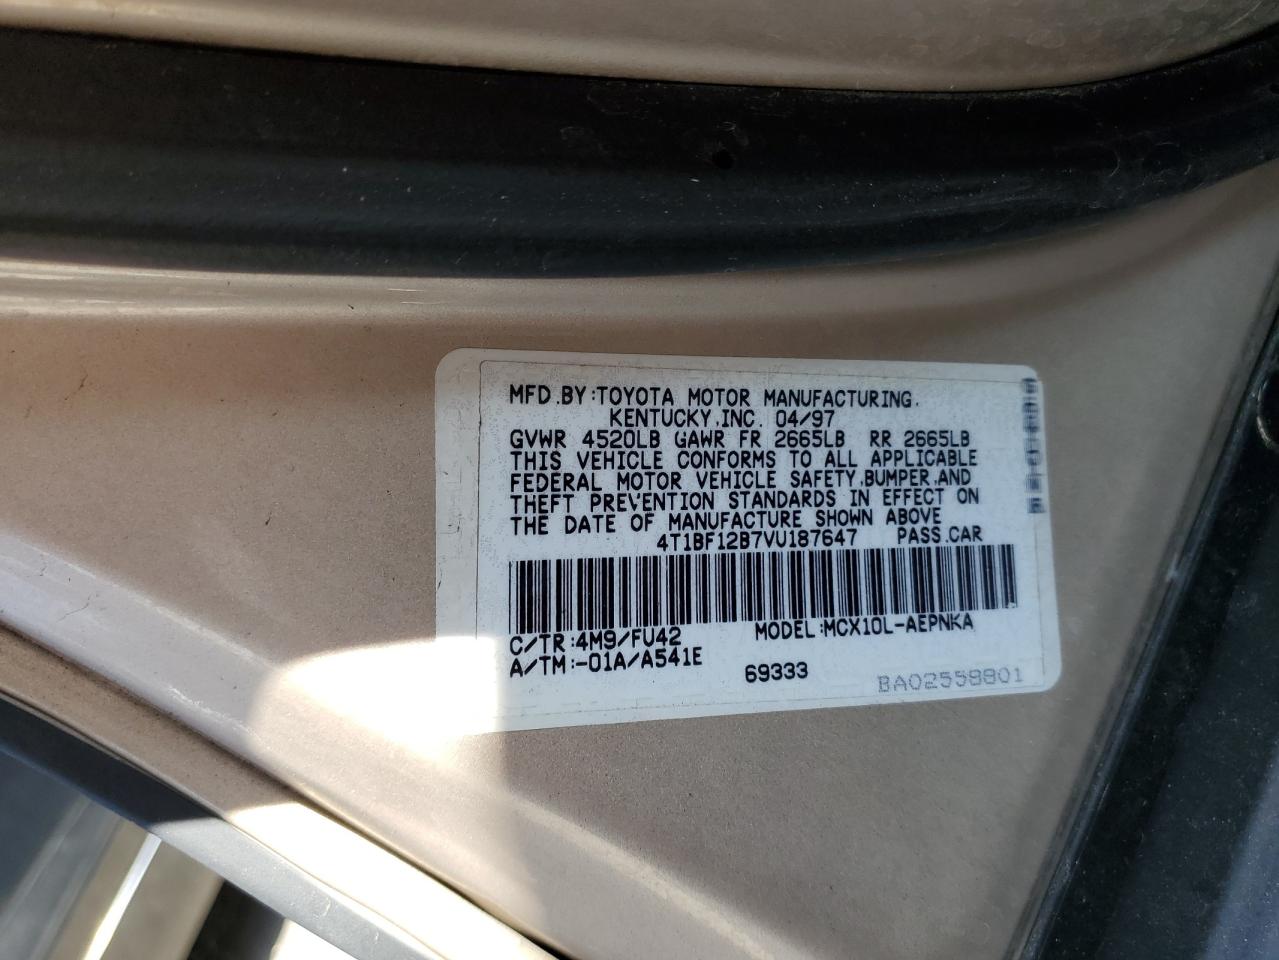 MFD.BY:TOYOTA MOTOR MANUFACTURING.
KENTUCKY,INC. 04/97
GVWR 4520LB GAWR FR 2665LB RR 2665LB
THIS VEHICLE CONFORMS TO ALL APPLICABLE
FEDERAL MOTOR VEHICLE SAFETY,BUMPER,AND
THEFT PREVENTION STANDARDS IN EFFECT ON
THE DATE OF MANUFACTURE SHOWN ABOVE
4T1BF12B7VU187647 PASS.CAR
C/TR:4M9/FU42 MODEL:MCX10L-AEPNKA
A/TM:-01A/A541E
69333
BA02558801